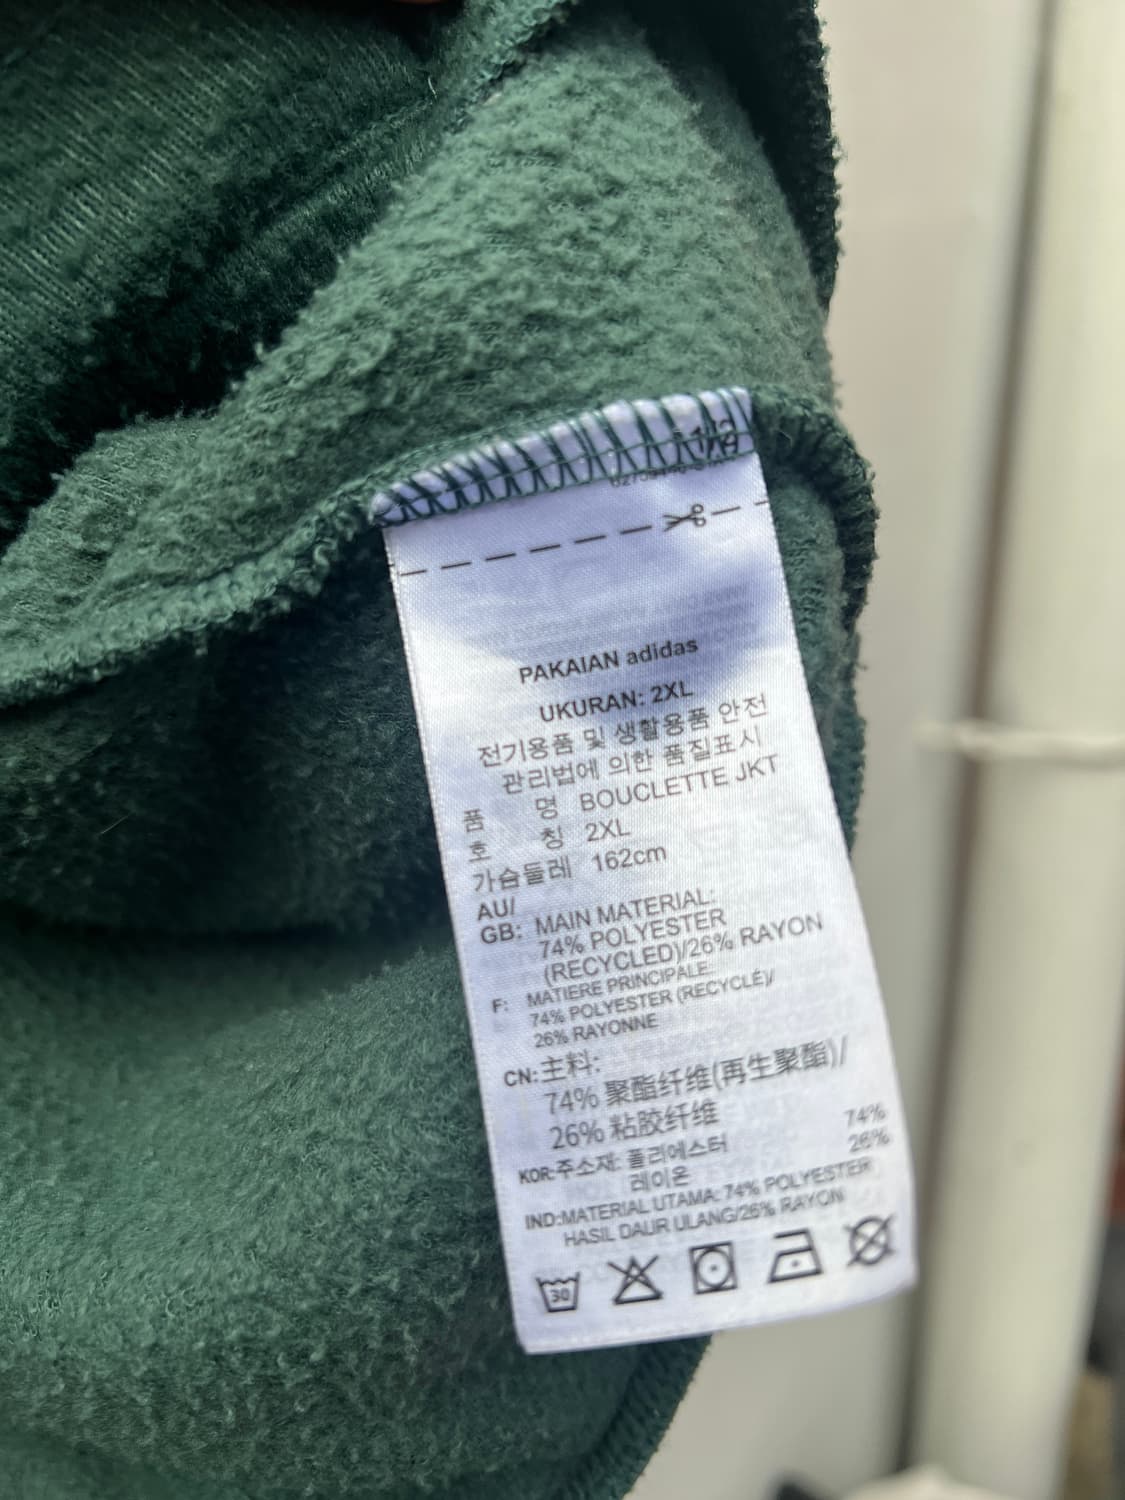 PAKAIAN adidas
UKURAN: 2XL
전기용품 및 생활용품 안전
관리법에 의한 품질표시
품 명 BOUCLETTE JKT
호 칭 2XL
가슴둘레 162cm
AU/
GB: MAIN MATERIAL:
74% POLYESTER
(RECYCLED)/26% RAYON
F: MATIERE PRINCIPALE:
74% POLYESTER (RECYCLÉ)/
26% RAYONNE
CN:主料:
74% 聚酯纤维(再生聚酯)/
26% 粘胶纤维
KOR:주소재: 폴리에스터 74%
레이온 26%
IND:MATERIAL UTAMA: 74% POLYESTER
HASIL DAUR ULANG/26% RAYON
30